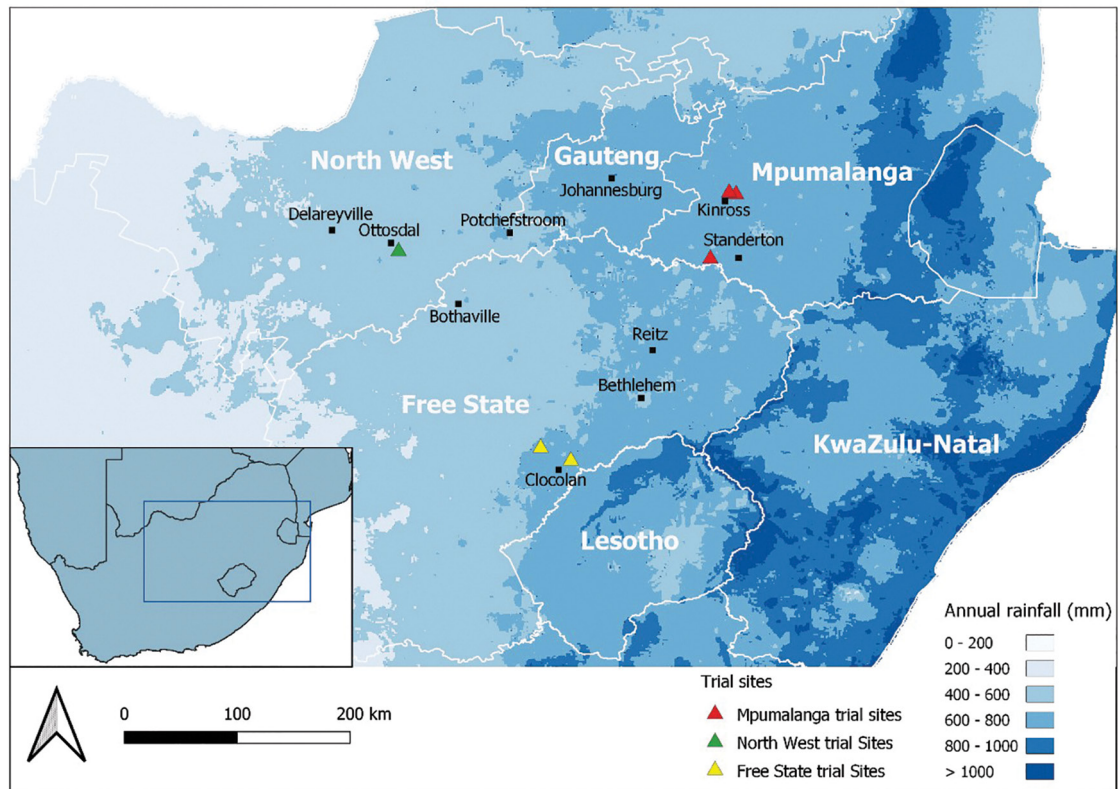 North West
Gauteng
Mpumalanga
Johannesburg
Kinross
Delareyville
Ottosdal
Potchefstroom
Standerton
Bothaville
Reitz
Bethlehem
Free State
KwaZulu-Natal
Clocolan
Lesotho
Annual rainfall (mm)
0 - 200
200 - 400
400 - 600
600 - 800
800 - 1000
> 1000
Trial sites
Mpumalanga trial sites
North West trial Sites
Free State trial Sites
0 100 200 km